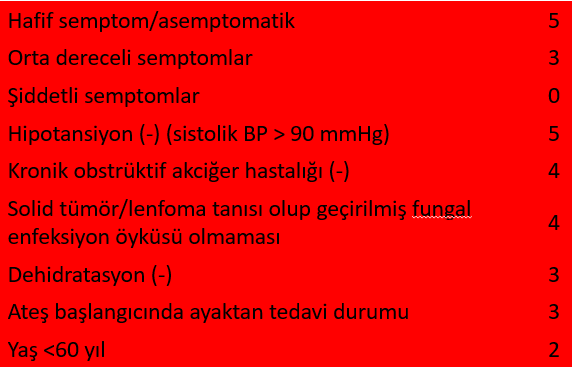 Hafif semptom/asemptomatik 5
Orta dereceli semptomlar 3
Şiddetli semptomlar 0
Hipotansiyon (-) (sistolik BP > 90 mmHg) 5
Kronik obstrüktif akciğer hastalığı (-) 4
Solid tümör/lenfoma tanısı olup geçirilmiş fungal
enfeksiyon öyküsü olmaması 4
Dehidratasyon (-) 3
Ateş başlangıcında ayaktan tedavi durumu 3
Yaş <60 yıl 2